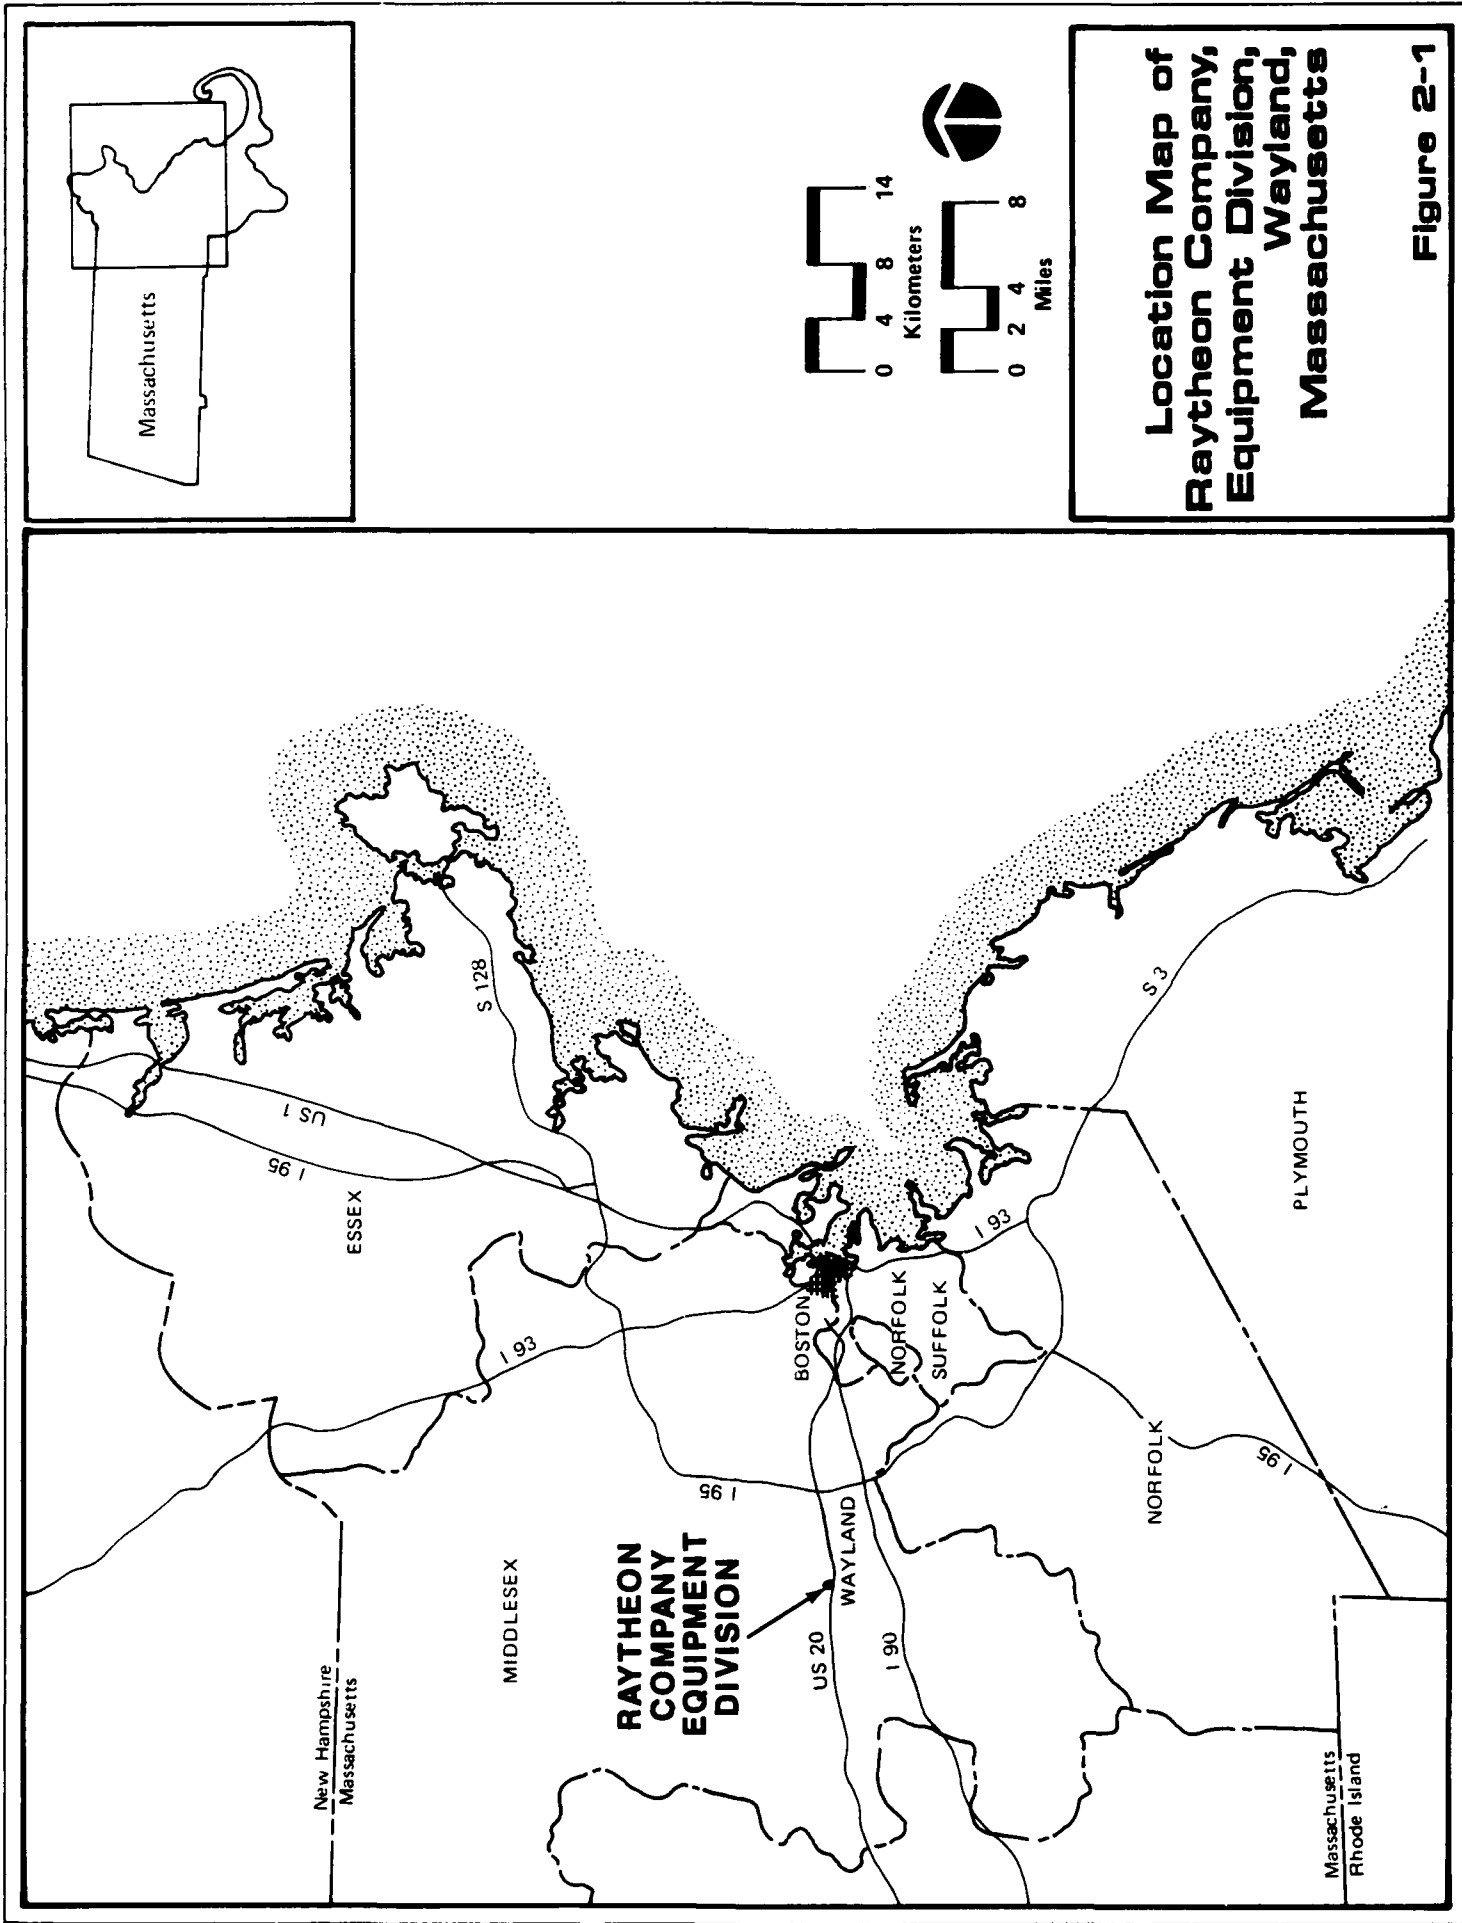 New Hampshire
Massachusetts
MIDDLESEX
ESSEX
I 93
I 95
US 1
S 128
RAYTHEON
COMPANY
EQUIPMENT
DIVISION
US 20
WAYLAND
I 90
I 95
BOSTON
NORFOLK
SUFFOLK
I 93
S 3
NORFOLK
I 95
PLYMOUTH
Massachusetts
Rhode Island
Massachusetts
0 4 8 14
Kilometers
0 2 4 8
Miles
Location Map of
Raytheon Company,
Equipment Division,
Wayland,
Massachusetts
Figure 2-1